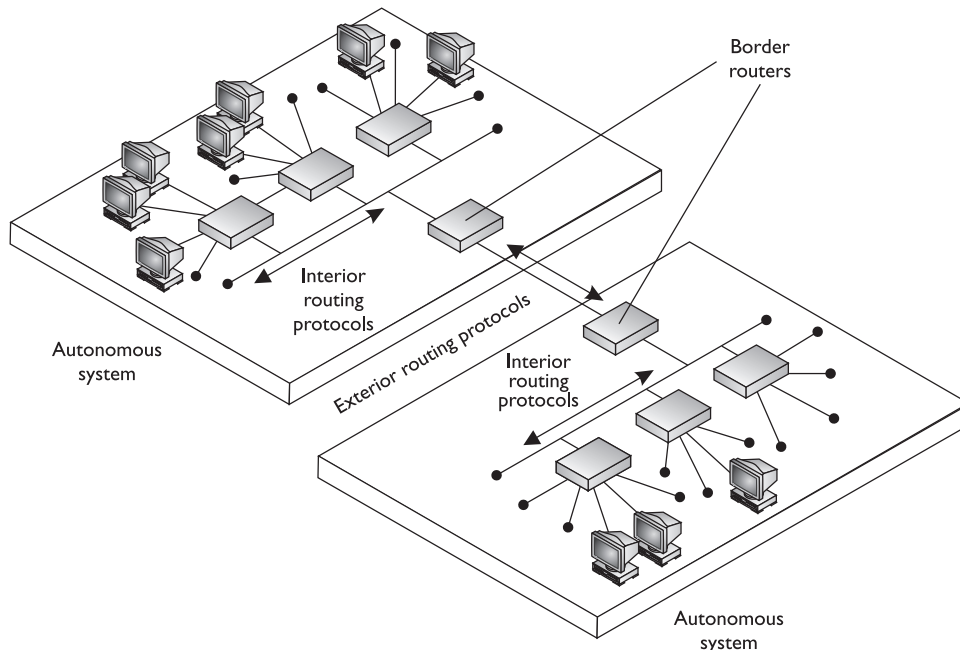 Border
routers
Interior
routing
protocols
Autonomous
system
Exterior routing protocols
Interior
routing
protocols
Autonomous
system